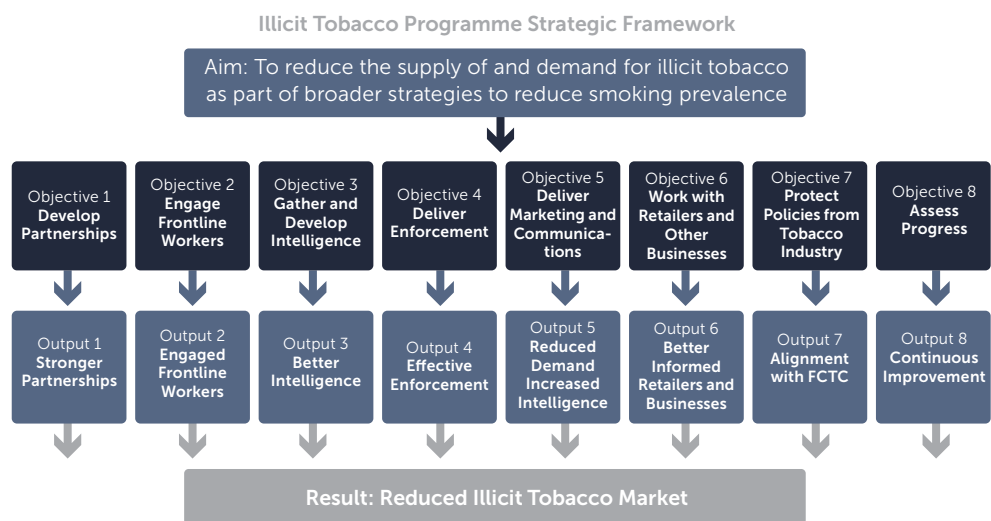 Illicit Tobacco Programme Strategic Framework
Aim: To reduce the supply of and demand for illicit tobacco
as part of broader strategies to reduce smoking prevalence
Objective 1
Develop
Partnerships
Objective 2
Engage
Frontline
Workers
Objective 3
Gather and
Develop
Intelligence
Objective 4
Deliver
Enforcement
Objective 5
Deliver
Marketing and
Communica-
tions
Objective 6
Work with
Retailers and
Other
Businesses
Objective 7
Protect
Policies from
Tobacco
Industry
Objective 8
Assess
Progress
Output 1
Stronger
Partnerships
Output 2
Engaged
Frontline
Workers
Output 3
Better
Intelligence
Output 4
Effective
Enforcement
Output 5
Reduced
Demand
Increased
Intelligence
Output 6
Better
Informed
Retailers and
Businesses
Output 7
Alignment
with FCTC
Output 8
Continuous
Improvement
Result: Reduced Illicit Tobacco Market